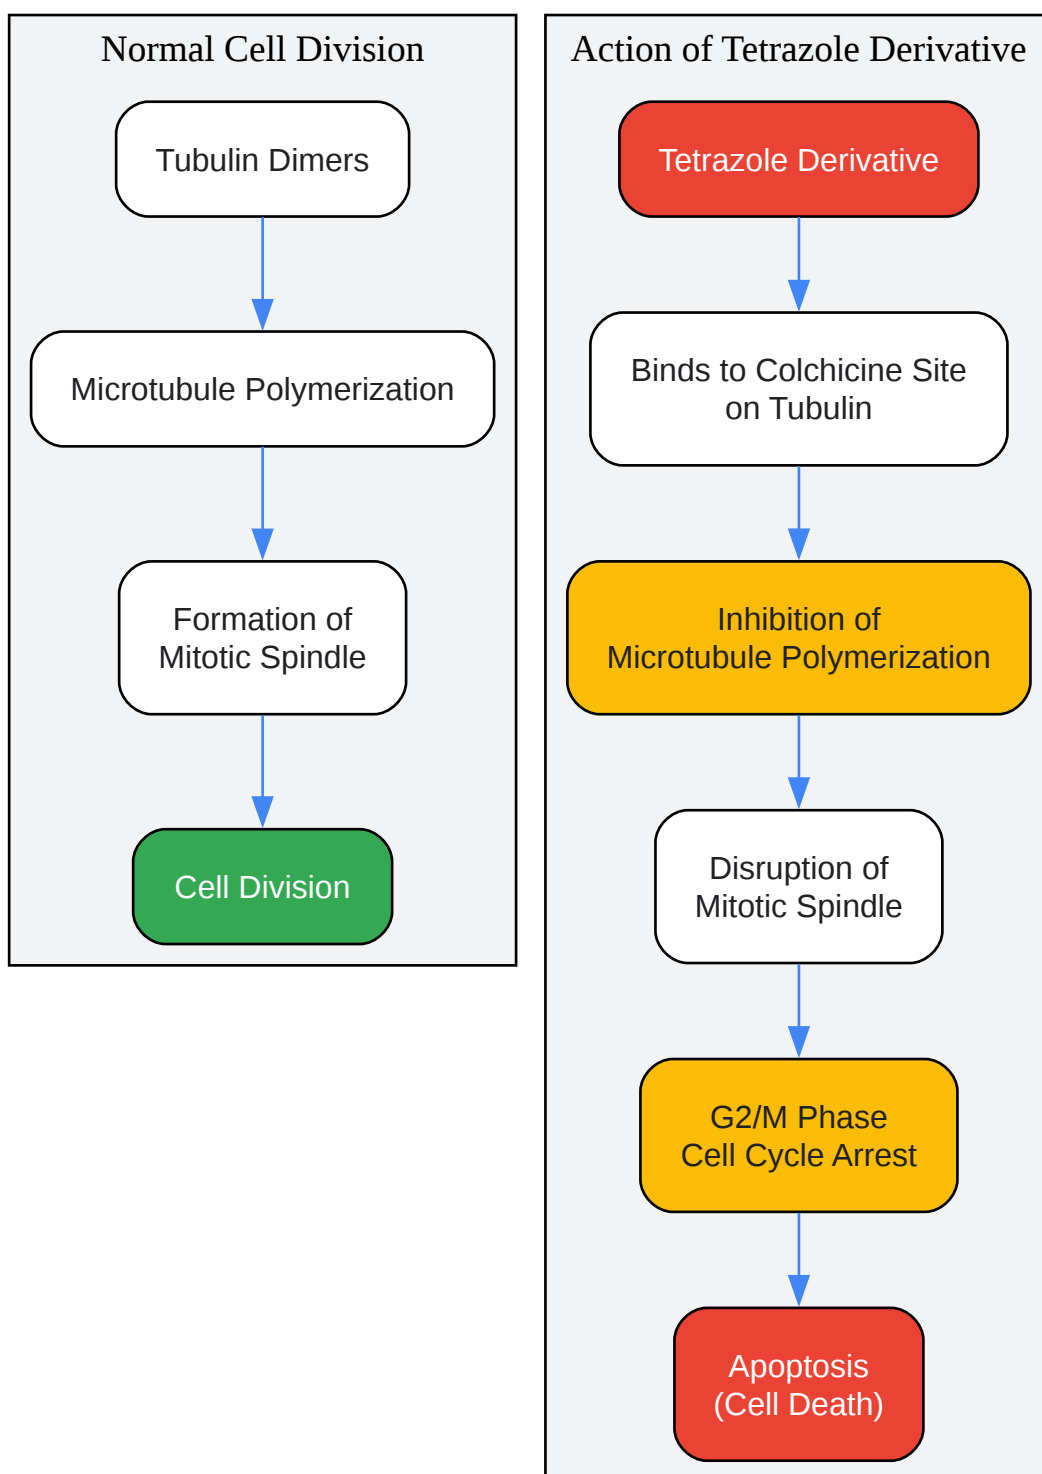 Normal Cell Division
Tubulin Dimers
Microtubule Polymerization
Formation of
Mitotic Spindle
Cell Division
Action of Tetrazole Derivative
Tetrazole Derivative
Binds to Colchicine Site
on Tubulin
Inhibition of
Microtubule Polymerization
Disruption of
Mitotic Spindle
G2/M Phase
Cell Cycle Arrest
Apoptosis
(Cell Death)